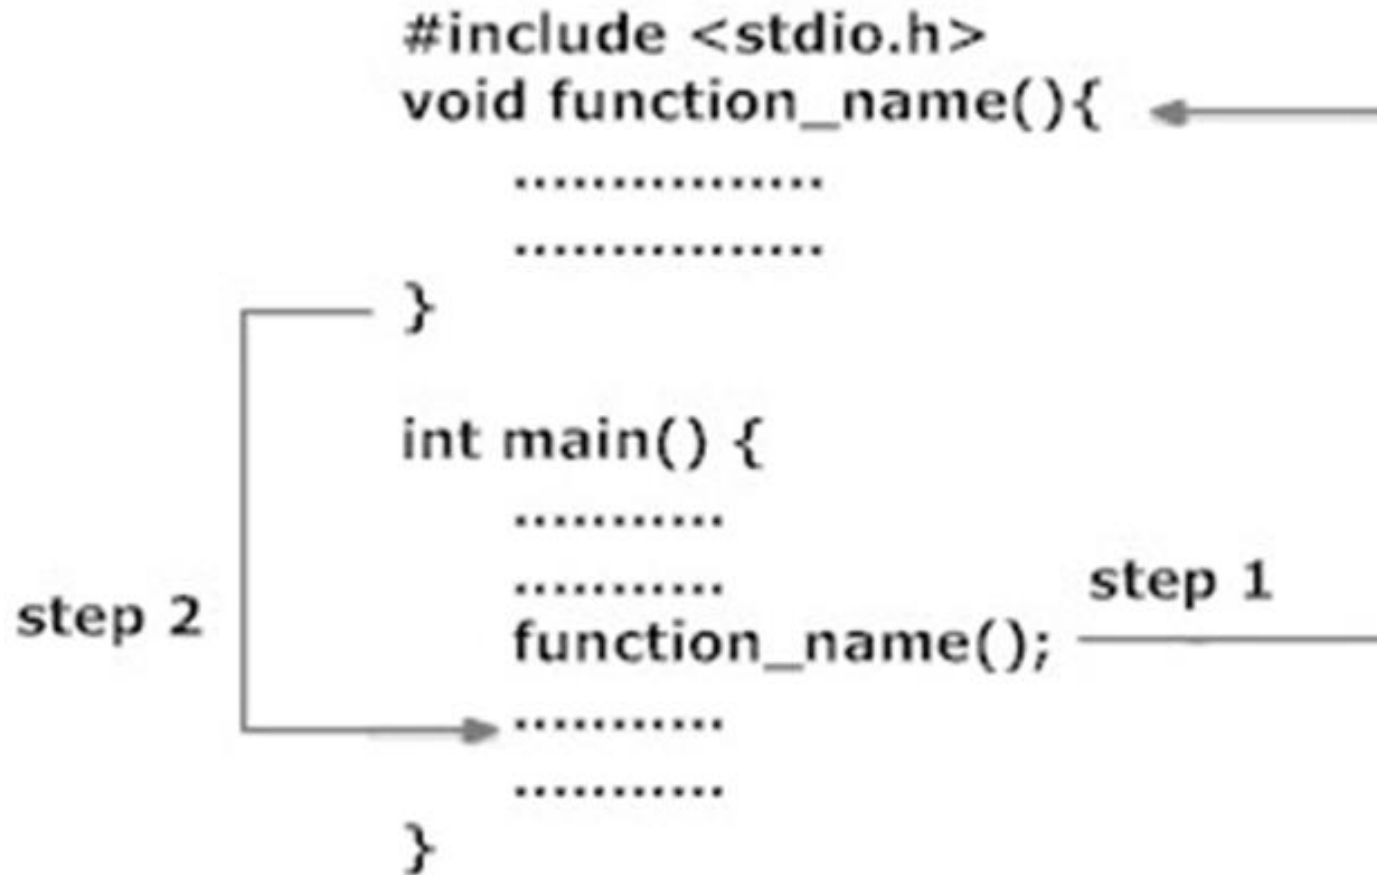 #include <stdio.h>
void function_name(){
................
................
}
int main() {
...........
...........
step 1
step 2
function_name();
...........
...........
}